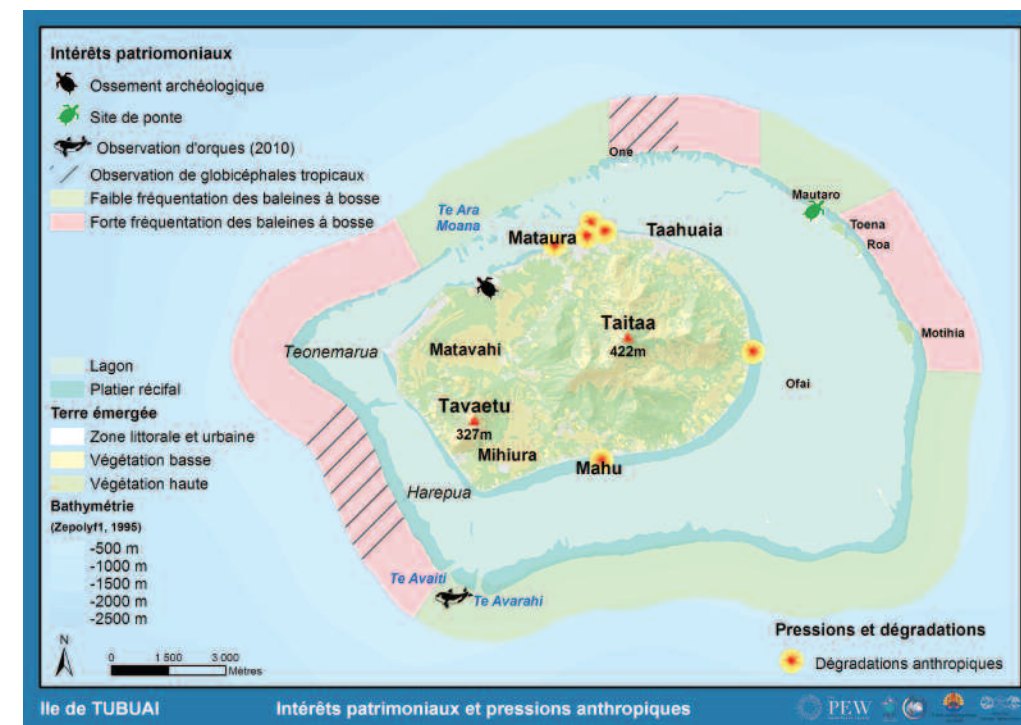 Intérêts patriomoniaux
Ossement archéologique
Site de ponte
Observation d'orques (2010)
Observation de globicéphales tropicaux
Faible fréquentation des baleines à bosse
Forte fréquentation des baleines à bosse
One
Mautaro
Te Ara
Moana
Mataura
Taahuaia
Toena
Roa
Taitaa
422m
Motihia
Teonemarua
Matavahi
Ofai
Lagon
Platier récifal
Terre émergée
Zone littorale et urbaine
Végétation basse
Végétation haute
Tavaetu
327m
Mihiura
Mahu
Harepua
Bathymétrie
(Zepolyf1, 1995)
-500 m
-1000 m
-1500 m
-2000 m
-2500 m
Te Avaiti
Te Avarahi
N
0 1 500 3 000
Mètres
Pressions et dégradations
Dégradations anthropiques
Ile de TUBUAI
Intérêts patrimoniaux et pressions anthropiques
PEW